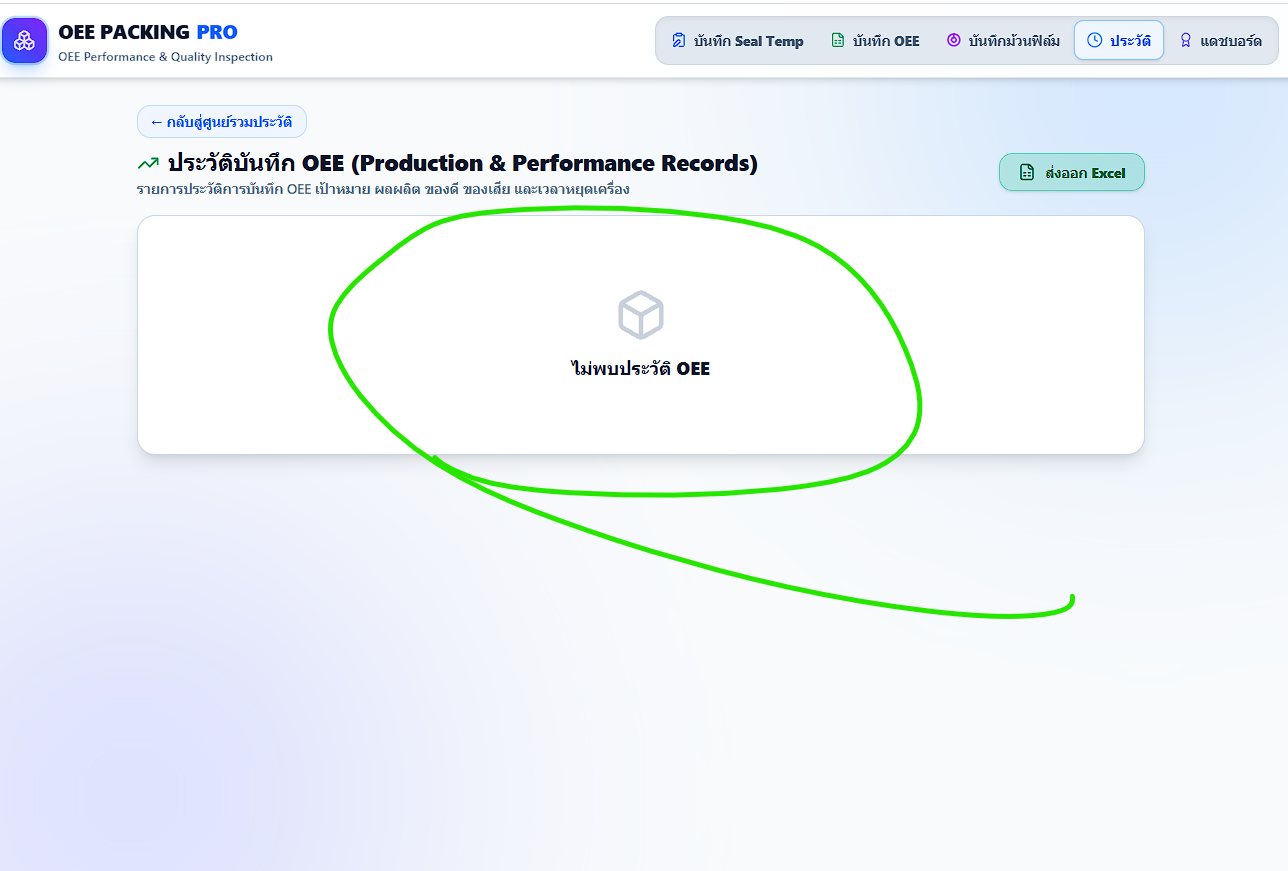 OEE PACKING PRO
OEE Performance & Quality Inspection
บันทึก Seal Temp
บันทึก OEE
บันทึกม้วนฟิล์ม
ประวัติ
แดชบอร์ด
← กลับสู่ศูนย์รวมประวัติ
ประวัติบันทึก OEE (Production & Performance Records)
รายการประวัติการบันทึก OEE เป้าหมาย ผลผลิต ของดี ของเสีย และเวลาหยุดเครื่อง
ส่งออก Excel
ไม่พบประวัติ OEE